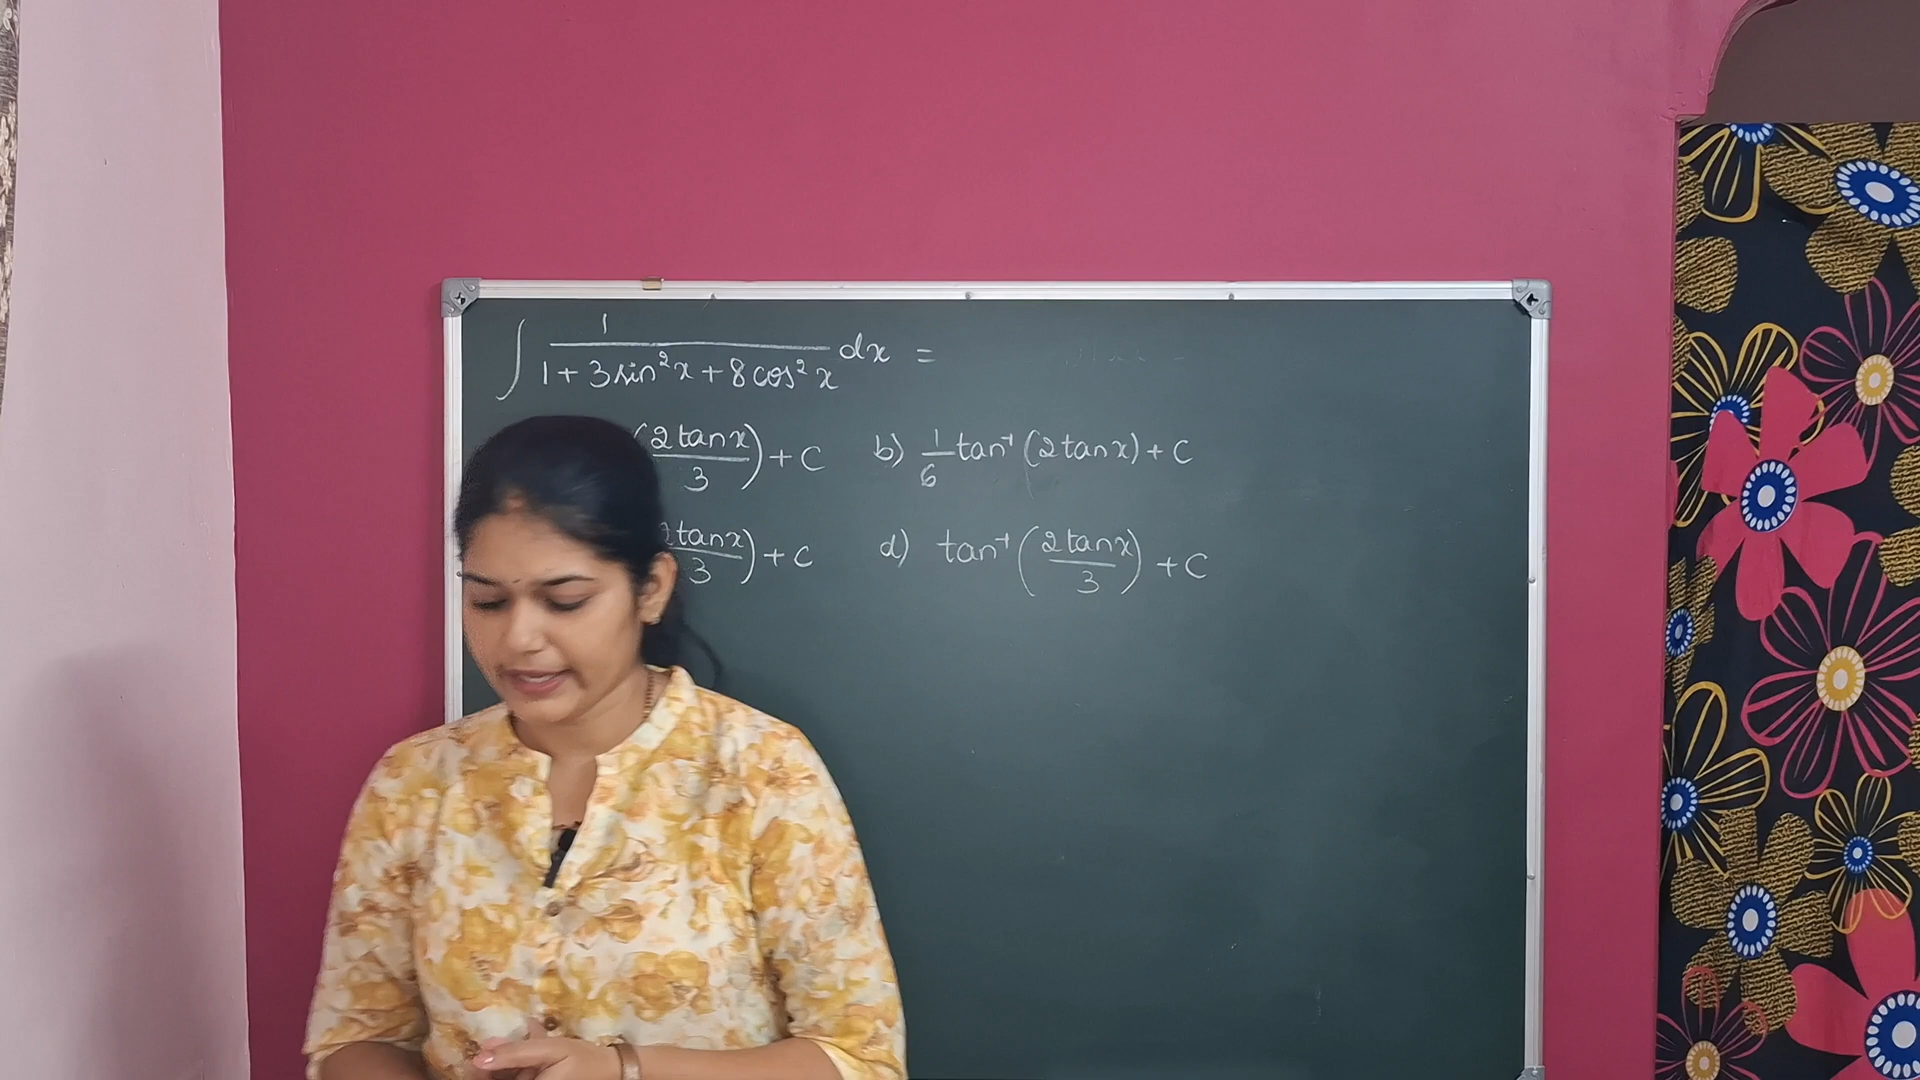 ∫ 1/(1+3sin²x+8cos²x) dx =
(2tanx/3)+C b) 1/6 tan⁻¹(2tanx)+C
tanx/3)+C d) tan⁻¹(2tanx/3)+C